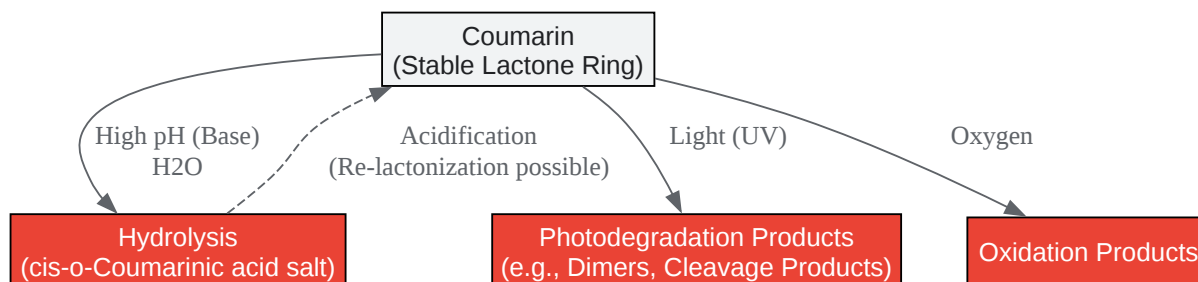 Coumarin
(Stable Lactone Ring)
High pH (Base)
H2O
Acidification
(Re-lactonization possible)
Light (UV)
Oxygen
Hydrolysis
(cis-o-Coumarinic acid salt)
Photodegradation Products
(e.g., Dimers, Cleavage Products)
Oxidation Products